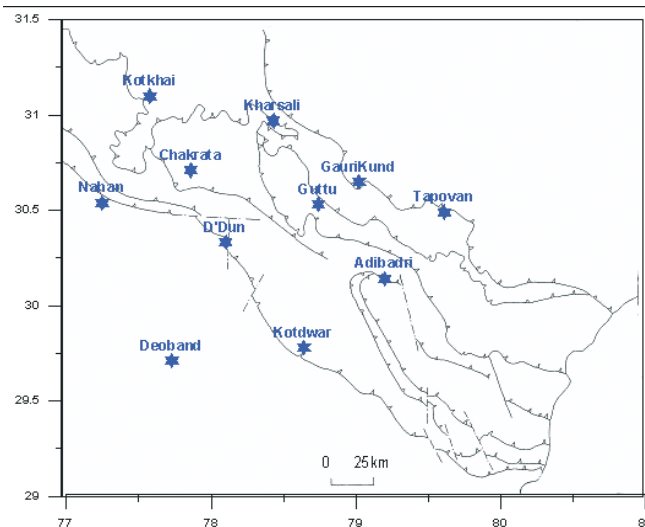 31.5
Kotkhai
31
Kharsali
Chakrata
GauriKund
Nahan
Guttu
Tapovan
30.5
D'Dun
Adibadri
30
Kotdwar
Deoband
29.5
0 25km
29
77 78 79 80